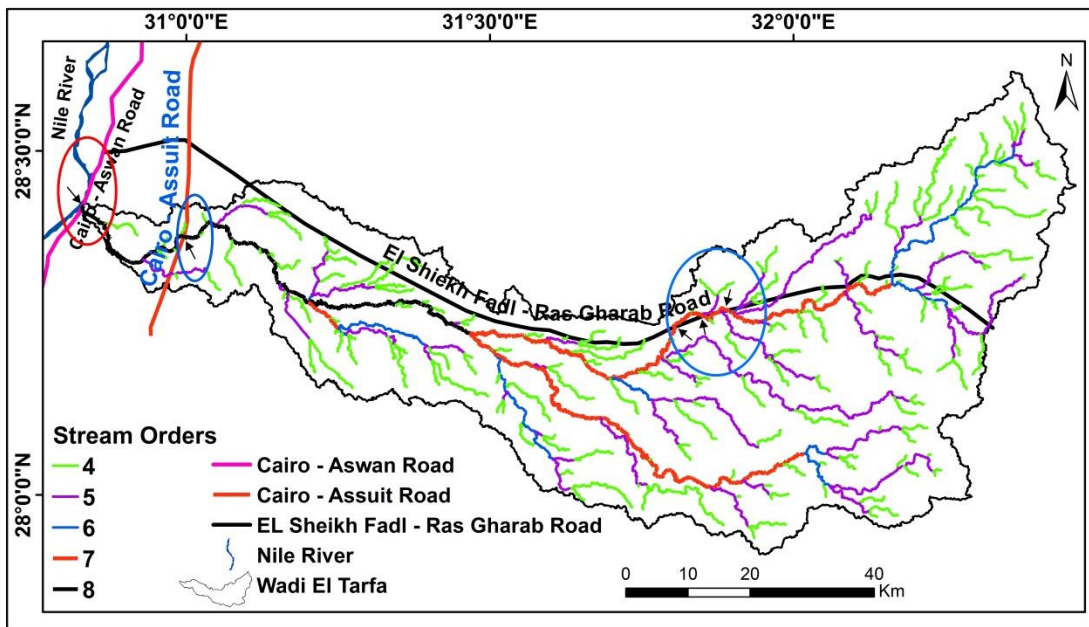 31°0'0"E
31°30'0"E
32°0'0"E
N
28°30'0"N
28°0'0"N
Nile River
Cairo - Aswan Road
Cairo - Assuit Road
El Shiekh Fadl - Ras Gharab Road
Stream Orders
4
5
6
7
8
Cairo - Aswan Road
Cairo - Assuit Road
EL Sheikh Fadl - Ras Gharab Road
Nile River
Wadi El Tarfa
0 10 20 40
Km